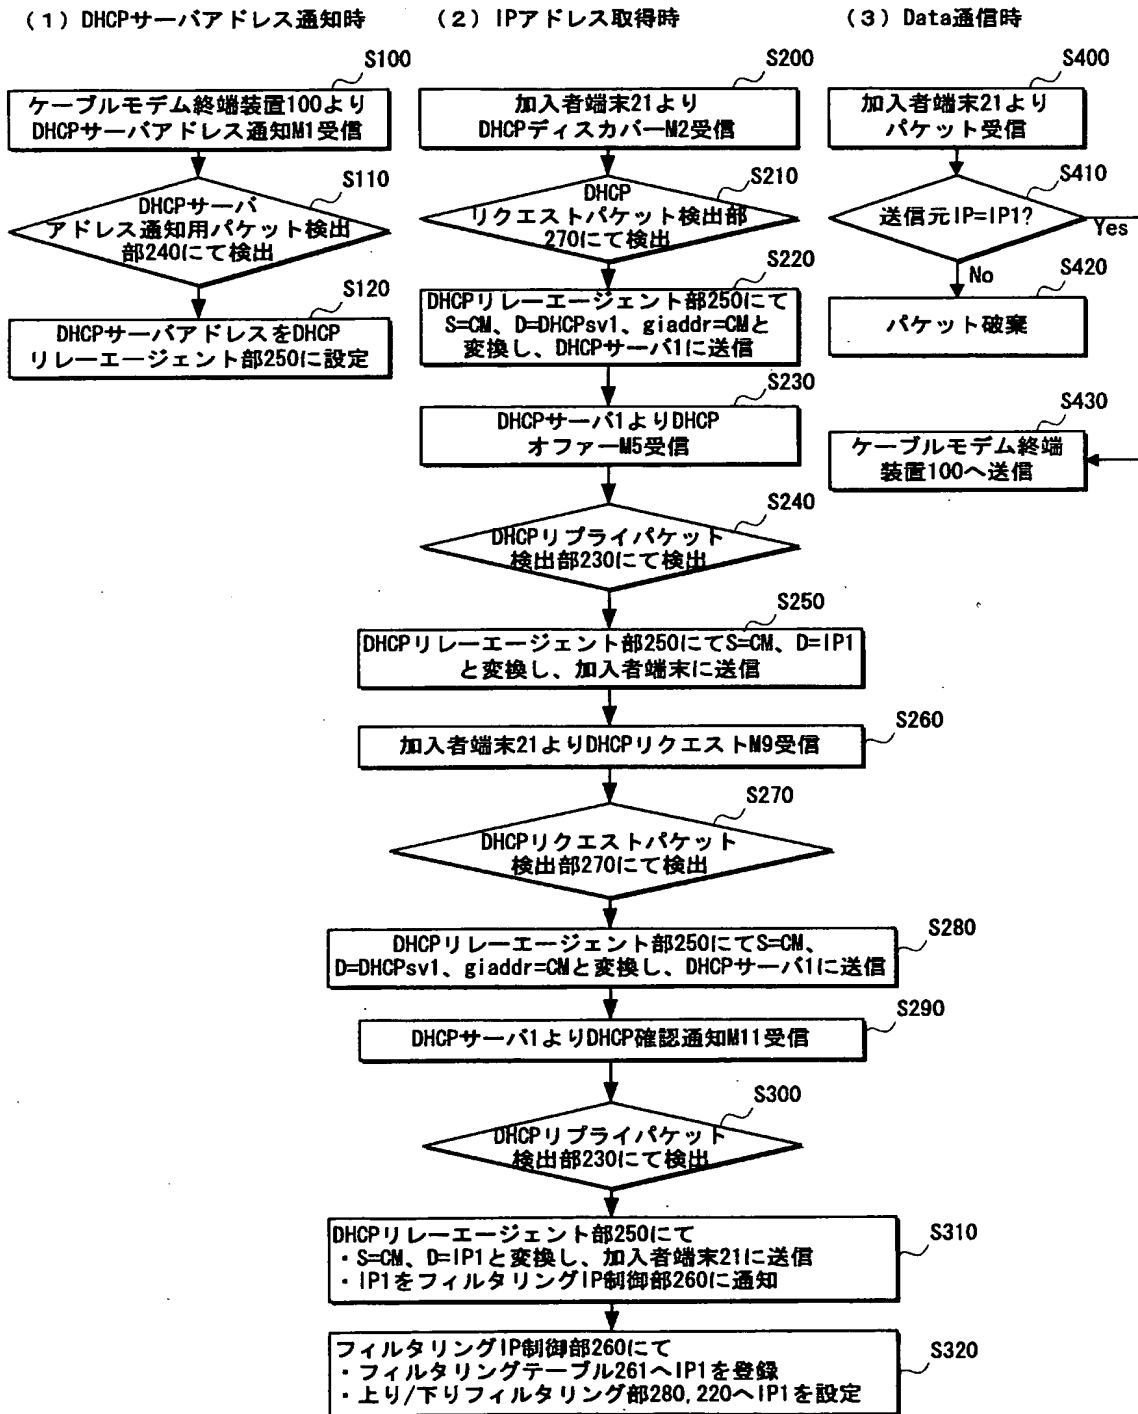 (1) DHCPサーバアドレス通知時
S100
ケーブルモデム終端装置100より
DHCPサーバアドレス通知M1受信
S110
DHCPサーバ
アドレス通知用パケット検出
部240にて検出
S120
DHCPサーバアドレスをDHCP
リレーエージェント部250に設定
(2) IPアドレス取得時
S200
加入者端末21より
DHCPディスカバーM2受信
S210
DHCP
リクエストパケット検出部
270にて検出
S220
DHCPリレーエージェント部250にて
S=CM、D=DHCPsv1、giaddr=CMと
変換し、DHCPサーバ1に送信
S230
DHCPサーバ1よりDHCP
オファーM5受信
S240
DHCPリプライパケット
検出部230にて検出
S250
DHCPリレーエージェント部250にてS=CM、D=IP1
と変換し、加入者端末に送信
S260
加入者端末21よりDHCPリクエストM9受信
S270
DHCPリクエストパケット
検出部270にて検出
S280
DHCPリレーエージェント部250にてS=CM、
D=DHCPsv1、giaddr=CMと変換し、DHCPサーバ1に送信
S290
DHCPサーバ1よりDHCP確認通知M11受信
S300
DHCPリプライパケット
検出部230にて検出
S310
DHCPリレーエージェント部250にて
・S=CM、D=IP1と変換し、加入者端末21に送信
・IP1をフィルタリングIP制御部260に通知
S320
フィルタリングIP制御部260にて
・フィルタリングテーブル261へIP1を登録
・上り/下りフィルタリング部280,220へIP1を設定
(3) Data通信時
S400
加入者端末21より
パケット受信
S410
送信元IP=IP1?
Yes
No
S420
パケット破棄
S430
ケーブルモデム終端
装置100へ送信